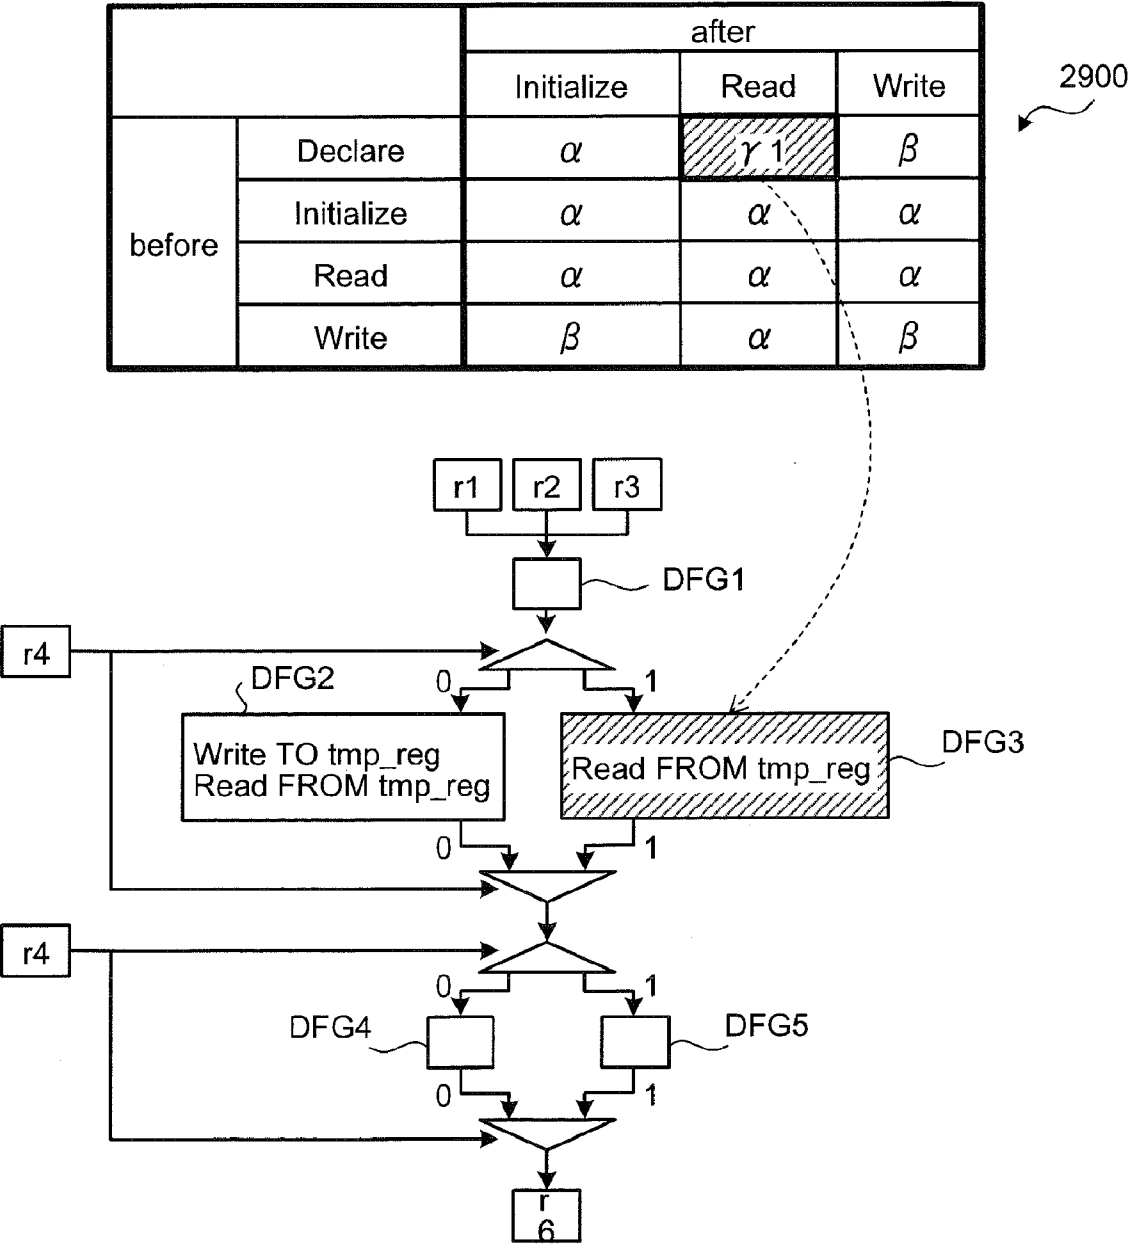 after
2900
Initialize Read Write
Declare α γ 1 β
Initialize α α α
before
Read α α α
Write β α β
r1 r2 r3
DFG1
r4
DFG2
0 1
Write TO tmp_reg
Read FROM tmp_reg
Read FROM tmp_reg
DFG3
0 1
r4
0 1
DFG4
DFG5
0 1
r
6